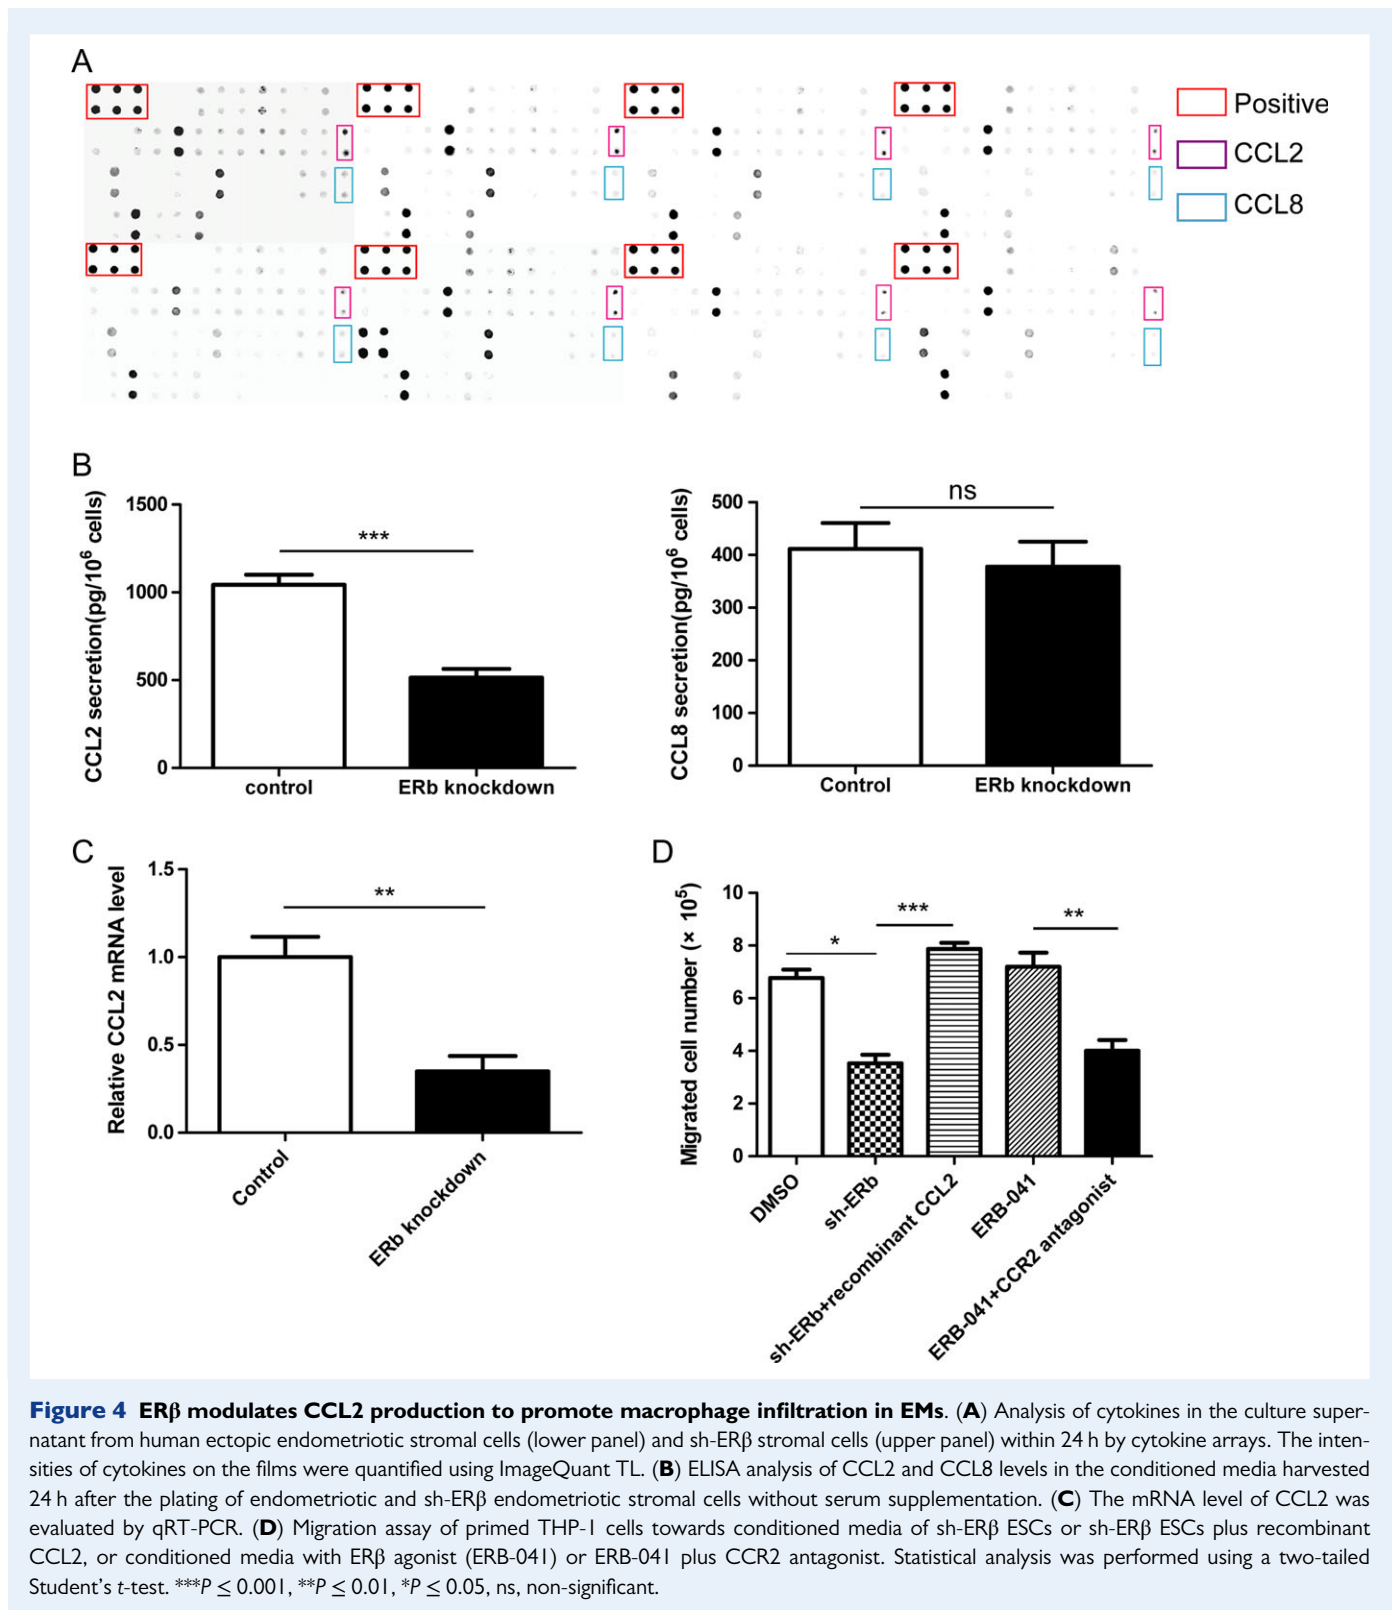 A
Positive
CCL2
CCL8
B
CCL2 secretion(pg/10⁶ cells)
1500
1000
500
0
***
control
ERb knockdown
CCL8 secretion(pg/10⁶ cells)
500
400
300
200
100
0
ns
Control
ERb knockdown
C
Relative CCL2 mRNA level
1.5
1.0
0.5
0.0
**
Control
ERb knockdown
D
Migrated cell number (× 10⁵)
10
8
6
4
2
0
*
***
**
DMSO
sh-ERb
sh-ERb+recombinant CCL2
ERB-041
ERB-041+CCR2 antagonist
Figure 4 ERβ modulates CCL2 production to promote macrophage infiltration in EMs. (A) Analysis of cytokines in the culture super-
natant from human ectopic endometriotic stromal cells (lower panel) and sh-ERβ stromal cells (upper panel) within 24 h by cytokine arrays. The inten-
sities of cytokines on the films were quantified using ImageQuant TL. (B) ELISA analysis of CCL2 and CCL8 levels in the conditioned media harvested
24 h after the plating of endometriotic and sh-ERβ endometriotic stromal cells without serum supplementation. (C) The mRNA level of CCL2 was
evaluated by qRT-PCR. (D) Migration assay of primed THP-1 cells towards conditioned media of sh-ERβ ESCs or sh-ERβ ESCs plus recombinant
CCL2, or conditioned media with ERβ agonist (ERB-041) or ERB-041 plus CCR2 antagonist. Statistical analysis was performed using a two-tailed
Student's t-test. ***P ≤ 0.001, **P ≤ 0.01, *P ≤ 0.05, ns, non-significant.